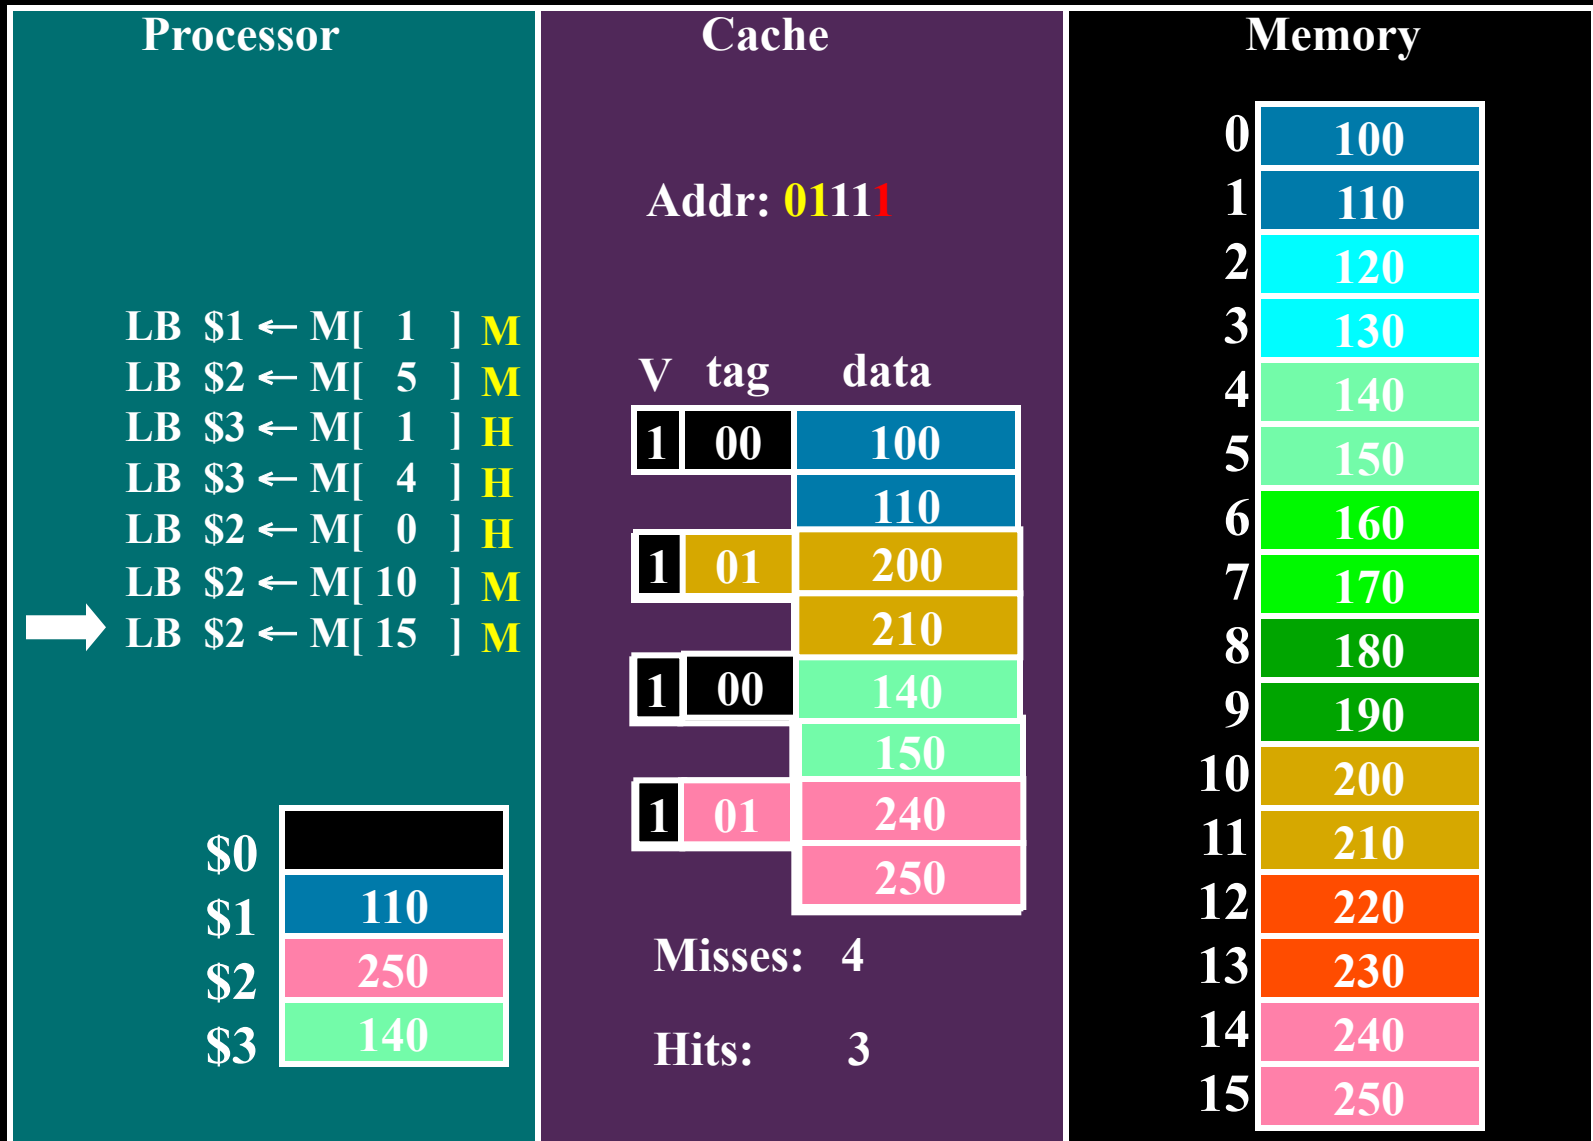 Processor
LB $1 ← M[ 1 ] M
LB $2 ← M[ 5 ] M
LB $3 ← M[ 1 ] H
LB $3 ← M[ 4 ] H
LB $2 ← M[ 0 ] H
LB $2 ← M[ 10 ] M
LB $2 ← M[ 15 ] M
$0
$1 110
$2 250
$3 140
Cache
Addr: 01111
V tag data
1 00 100
110
1 01 200
210
1 00 140
150
1 01 240
250
Misses: 4
Hits: 3
Memory
0 100
1 110
2 120
3 130
4 140
5 150
6 160
7 170
8 180
9 190
10 200
11 210
12 220
13 230
14 240
15 250